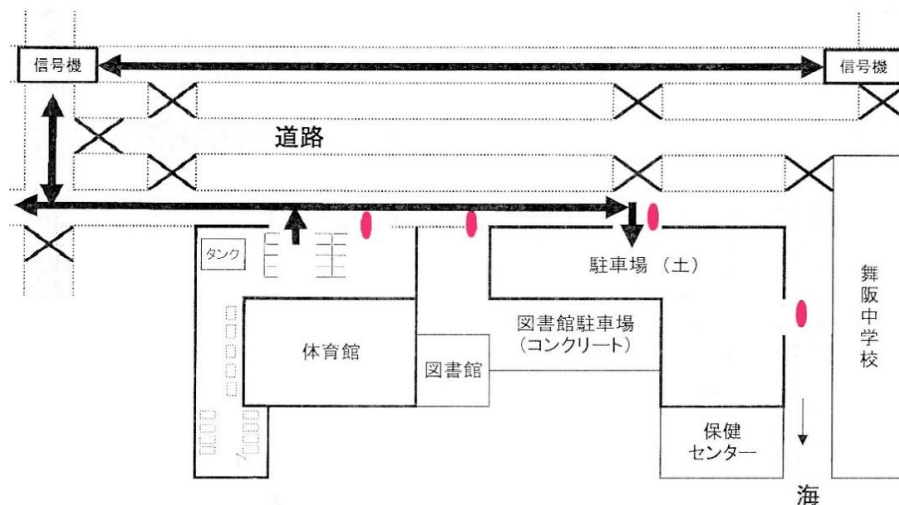 信号機
信号機
道路
タンク
駐車場（土）
舞阪中学校
体育館
図書館
図書館駐車場
（コンクリート）
保健
センター
海